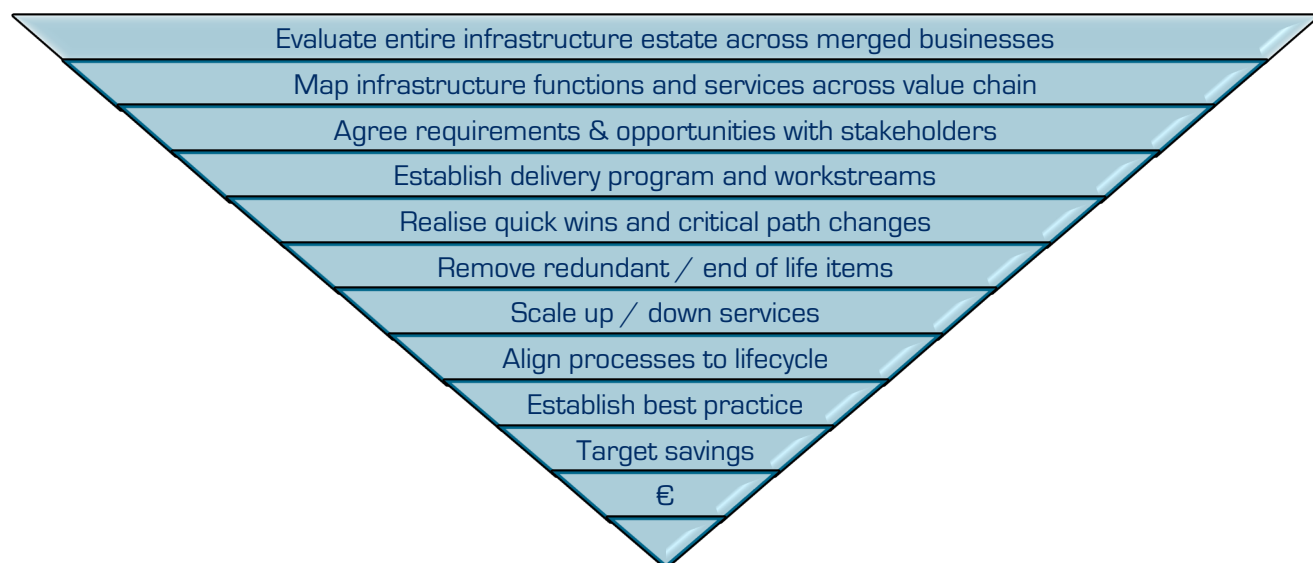 Evaluate entire infrastructure estate across merged businesses
Map infrastructure functions and services across value chain
Agree requirements & opportunities with stakeholders
Establish delivery program and workstreams
Realise quick wins and critical path changes
Remove redundant / end of life items
Scale up / down services
Align processes to lifecycle
Establish best practice
Target savings
€